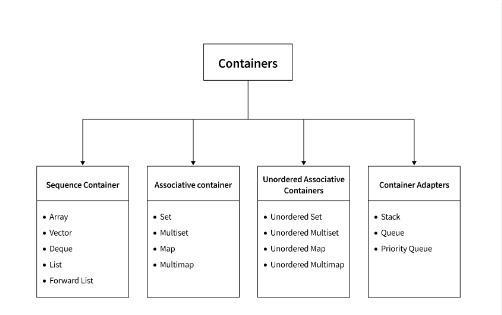 Containers
Sequence Container
• Array
• Vector
• Deque
• List
• Forward List
Associative container
• Set
• Multiset
• Map
• Multimap
Unordered Associative
Containers
• Unordered Set
• Unordered Multiset
• Unordered Map
• Unordered Multimap
Container Adapters
• Stack
• Queue
• Priority Queue